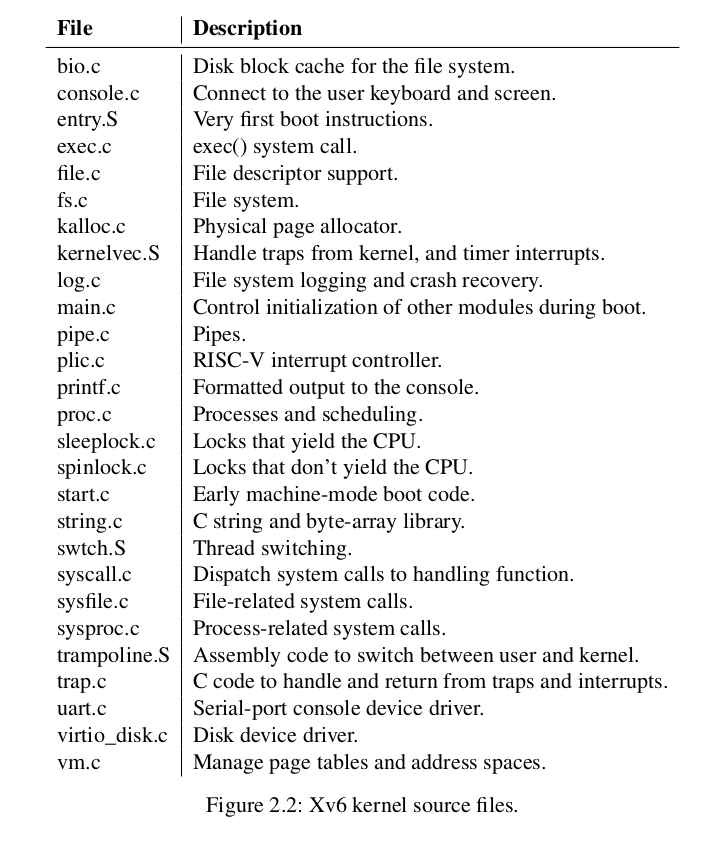 File Description
bio.c Disk block cache for the file system.
console.c Connect to the user keyboard and screen.
entry.S Very first boot instructions.
exec.c exec() system call.
file.c File descriptor support.
fs.c File system.
kalloc.c Physical page allocator.
kernelvec.S Handle traps from kernel, and timer interrupts.
log.c File system logging and crash recovery.
main.c Control initialization of other modules during boot.
pipe.c Pipes.
plic.c RISC-V interrupt controller.
printf.c Formatted output to the console.
proc.c Processes and scheduling.
sleeplock.c Locks that yield the CPU.
spinlock.c Locks that don’t yield the CPU.
start.c Early machine-mode boot code.
string.c C string and byte-array library.
swtch.S Thread switching.
syscall.c Dispatch system calls to handling function.
sysfile.c File-related system calls.
sysproc.c Process-related system calls.
trampoline.S Assembly code to switch between user and kernel.
trap.c C code to handle and return from traps and interrupts.
uart.c Serial-port console device driver.
virtio_disk.c Disk device driver.
vm.c Manage page tables and address spaces.
Figure 2.2: Xv6 kernel source files.